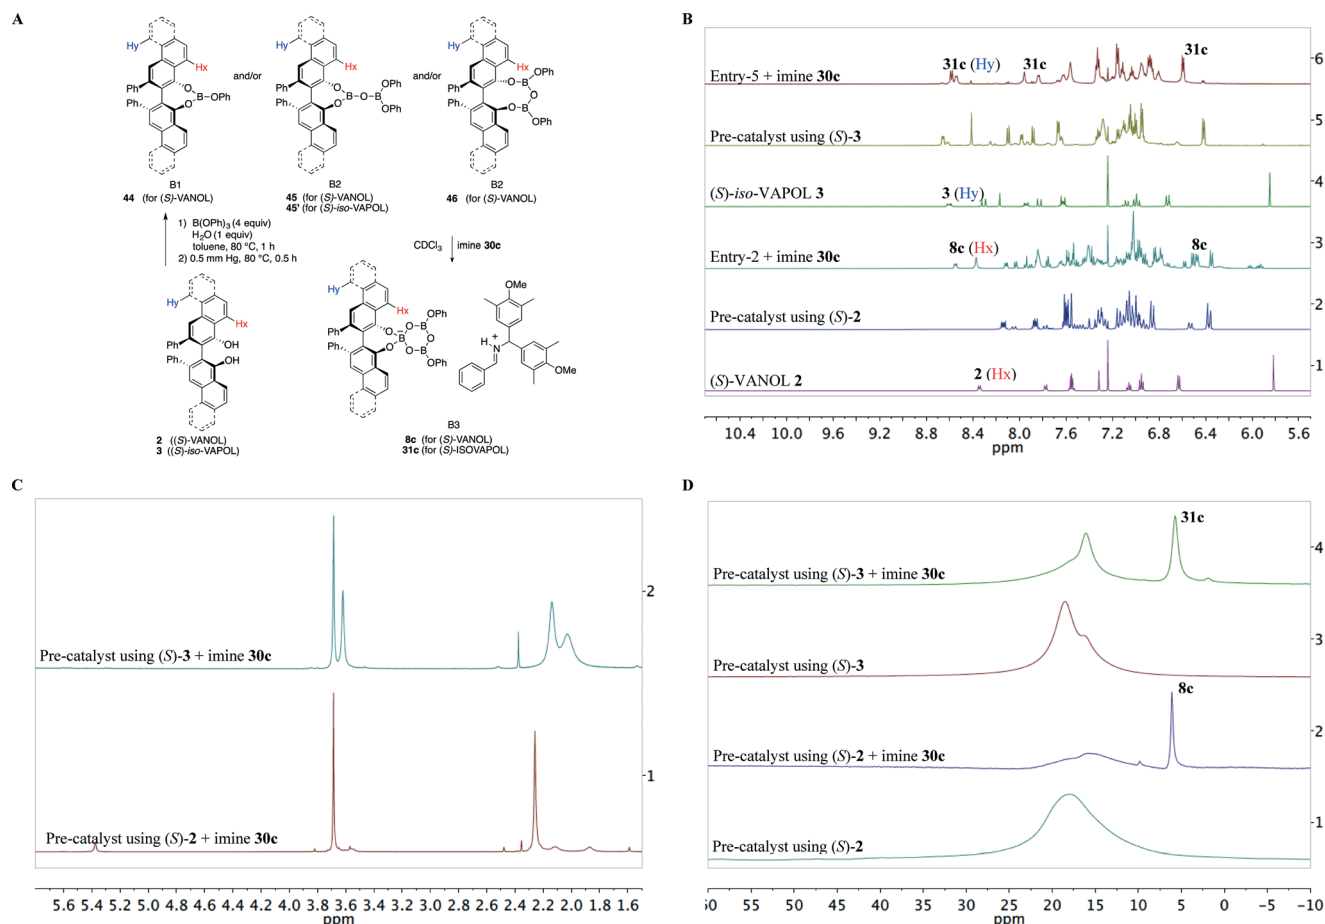 A
Hy
Hx
Ph
Ph
O
O
B—OPh
and/or
Hy
Hx
Ph
Ph
O
O
B—O—B
OPh
OPh
and/or
Hy
Hx
Ph
Ph
O—B
OPh
O
O—B
OPh
B1
44 (for (S)-VANOL)
B2
45 (for (S)-VANOL)
45' (for (S)-iso-VAPOL)
B2
46 (for (S)-VANOL)
1) B(OPh)3 (4 equiv)
H2O (1 equiv)
toluene, 80 °C, 1 h
2) 0.5 mm Hg, 80 °C, 0.5 h
CDCl3
imine 30c
Hy
Hx
Ph
Ph
OH
OH
2 ((S)-VANOL)
3 ((S)-iso-VAPOL)
Hy
Hx
Ph
Ph
O
O
B
O—B
OPh
O
O—B
OPh
OMe
H
+
N
OMe
B3
8c (for (S)-VANOL)
31c (for (S)-ISOVAPOL)
B
31c (Hy)
31c
31c
Entry-5 + imine 30c
6
Pre-catalyst using (S)-3
5
(S)-iso-VAPOL 3
3 (Hy)
4
Entry-2 + imine 30c
8c (Hx)
8c
3
Pre-catalyst using (S)-2
2
(S)-VANOL 2
2 (Hx)
1
10.4 10.0 9.6 9.2 8.8 8.4 8.0 7.6 7.2 6.8 6.4 6.0 5.6
ppm
C
Pre-catalyst using (S)-3 + imine 30c
2
Pre-catalyst using (S)-2 + imine 30c
1
5.6 5.4 5.2 5.0 4.8 4.6 4.4 4.2 4.0 3.8 3.6 3.4 3.2 3.0 2.8 2.6 2.4 2.2 2.0 1.8 1.6
ppm
D
31c
Pre-catalyst using (S)-3 + imine 30c
4
Pre-catalyst using (S)-3
3
8c
Pre-catalyst using (S)-2 + imine 30c
2
Pre-catalyst using (S)-2
1
60 55 50 45 40 35 30 25 20 15 10 5 0 -5 -10
ppm